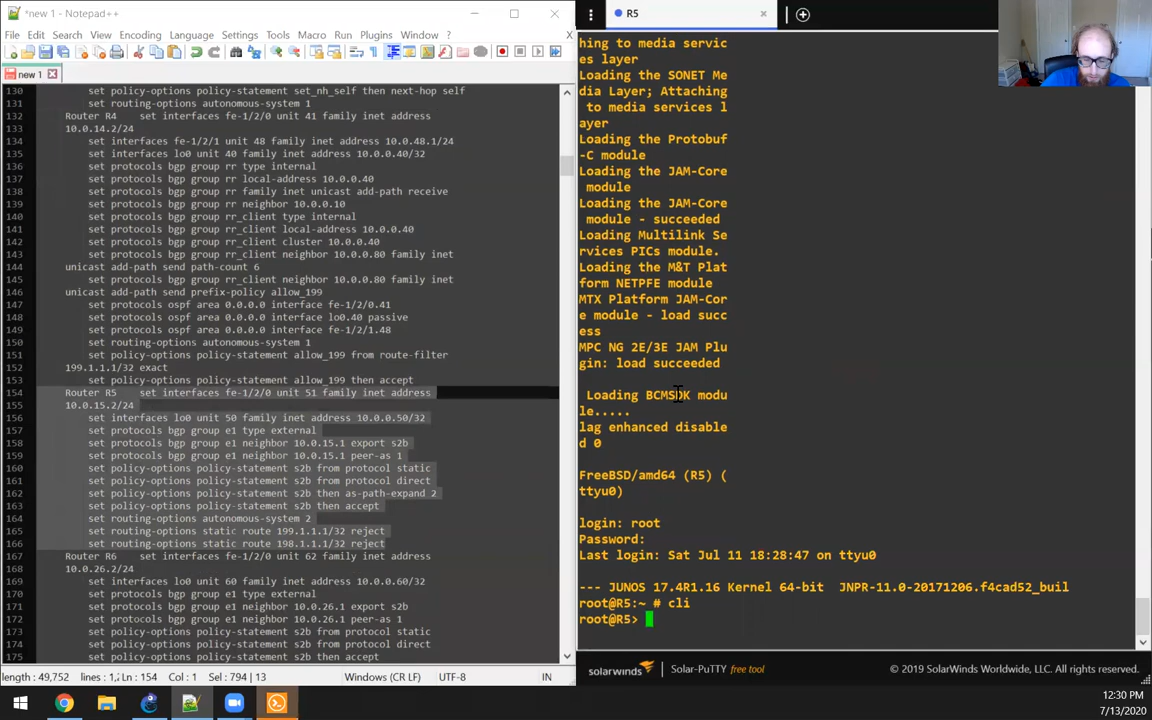 *new 1 - Notepad++
File Edit Search View Encoding Language Settings Tools Macro Run Plugins Window ?
X
new 1
130 set policy-options policy-statement set_nh_self then next-hop self
131 set routing-options autonomous-system 1
132 Router R4 set interfaces fe-1/2/0 unit 41 family inet address
133 10.0.14.2/24
134 set interfaces fe-1/2/1 unit 48 family inet address 10.0.48.1/24
135 set interfaces lo0 unit 40 family inet address 10.0.0.40/32
136 set protocols bgp group rr type internal
137 set protocols bgp group rr local-address 10.0.0.40
138 set protocols bgp group rr family inet unicast add-path receive
139 set protocols bgp group rr neighbor 10.0.0.10
140 set protocols bgp group rr_client type internal
141 set protocols bgp group rr_client local-address 10.0.0.40
142 set protocols bgp group rr_client cluster 10.0.0.40
143 set protocols bgp group rr_client neighbor 10.0.0.80 family inet
144 unicast add-path send path-count 6
145 set protocols bgp group rr_client neighbor 10.0.0.80 family inet
146 unicast add-path send prefix-policy allow_199
147 set protocols ospf area 0.0.0.0 interface fe-1/2/0.41
148 set protocols ospf area 0.0.0.0 interface lo0.40 passive
149 set protocols ospf area 0.0.0.0 interface fe-1/2/1.48
150 set routing-options autonomous-system 1
151 set policy-options policy-statement allow_199 from route-filter
152 199.1.1.1/32 exact
153 set policy-options policy-statement allow_199 then accept
154 Router R5 set interfaces fe-1/2/0 unit 51 family inet address
155 10.0.15.2/24
156 set interfaces lo0 unit 50 family inet address 10.0.0.50/32
157 set protocols bgp group e1 type external
158 set protocols bgp group e1 neighbor 10.0.15.1 export s2b
159 set protocols bgp group e1 neighbor 10.0.15.1 peer-as 1
160 set policy-options policy-statement s2b from protocol static
161 set policy-options policy-statement s2b from protocol direct
162 set policy-options policy-statement s2b then as-path-expand 2
163 set policy-options policy-statement s2b then accept
164 set routing-options autonomous-system 2
165 set routing-options static route 199.1.1.1/32 reject
166 set routing-options static route 198.1.1.1/32 reject
167 Router R6 set interfaces fe-1/2/0 unit 62 family inet address
168 10.0.26.2/24
169 set interfaces lo0 unit 60 family inet address 10.0.0.60/32
170 set protocols bgp group e1 type external
171 set protocols bgp group e1 neighbor 10.0.26.1 export s2b
172 set protocols bgp group e1 neighbor 10.0.26.1 peer-as 1
173 set policy-options policy-statement s2b from protocol static
174 set policy-options policy-statement s2b from protocol direct
175 set policy-options policy-statement s2b then accept
length : 49,752 lines : 1, Ln : 154 Col : 1 Sel : 794 | 13 Windows (CR LF) UTF-8 IN
R5
hing to media servic
es layer
Loading the SONET Me
dia Layer; Attaching
to media services l
ayer
Loading the Protobuf
-C module
Loading the JAM-Core
module
Loading the JAM-Core
module - succeeded
Loading Multilink Se
rvices PICs module.
Loading the M&T Plat
form NETPFE module
MTX Platform JAM-Cor
e module - load succ
ess
MPC NG 2E/3E JAM Plu
gin: load succeeded
Loading BCMSDK modu
le.....
lag enhanced disable
d 0
FreeBSD/amd64 (R5) (
ttyu0)
login: root
Password:
Last login: Sat Jul 11 18:28:47 on ttyu0
--- JUNOS 17.4R1.16 Kernel 64-bit JNPR-11.0-20171206.f4cad52_buil
root@R5:~ # cli
root@R5>
solarwinds Solar-PuTTY free tool © 2019 SolarWinds Worldwide, LLC. All rights reserved.
12:30 PM
7/13/2020